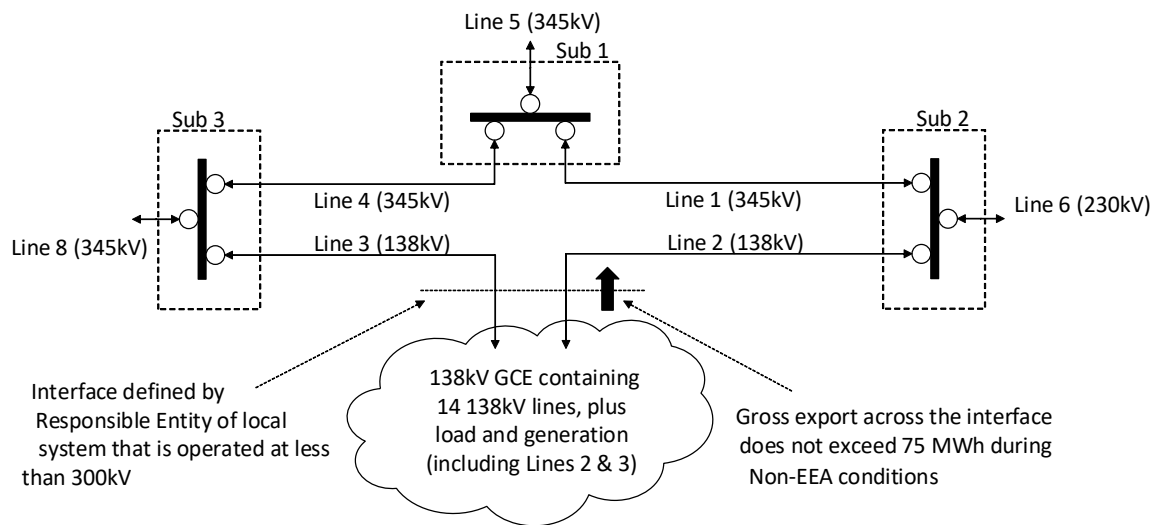 Line 5 (345kV)
Sub 1
Sub 3
Sub 2
Line 4 (345kV)
Line 1 (345kV)
Line 6 (230kV)
Line 8 (345kV)
Line 3 (138kV)
Line 2 (138kV)
Interface defined by
Responsible Entity of local
system that is operated at less
than 300kV
138kV GCE containing
14 138kV lines, plus
load and generation
(including Lines 2 & 3)
Gross export across the interface
does not exceed 75 MWh during
Non-EEA conditions